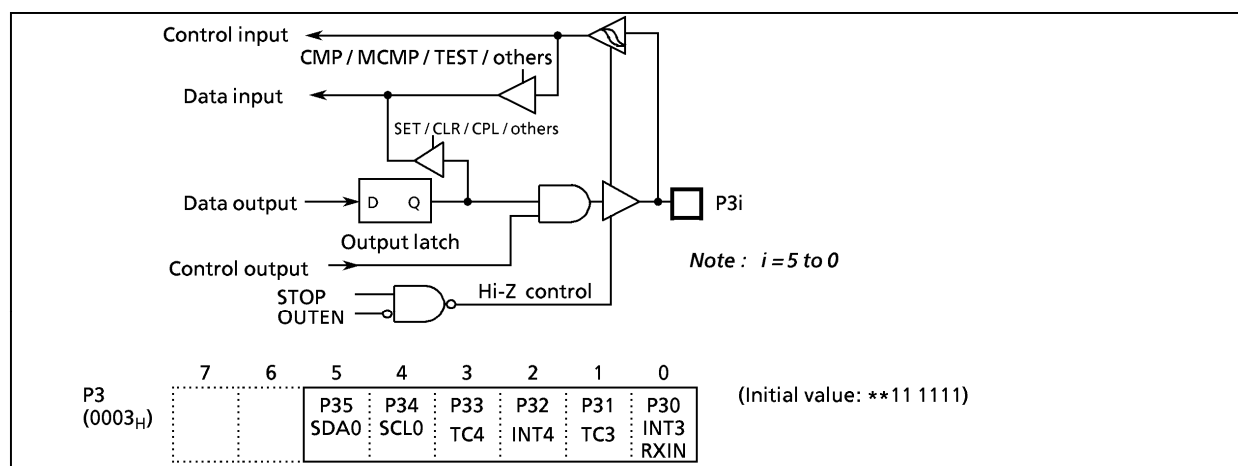 Control input
CMP / MCMP / TEST / others
Data input
SET / CLR / CPL / others
Data output
D Q
P3i
Output latch
Note : i = 5 to 0
Control output
STOP
Hi-Z control
OUTEN
7 6 5 4 3 2 1 0
P3
(0003H)
P35 P34 P33 P32 P31 P30
SDA0 SCL0 TC4 INT4 TC3 INT3
RXIN
(Initial value: **11 1111)